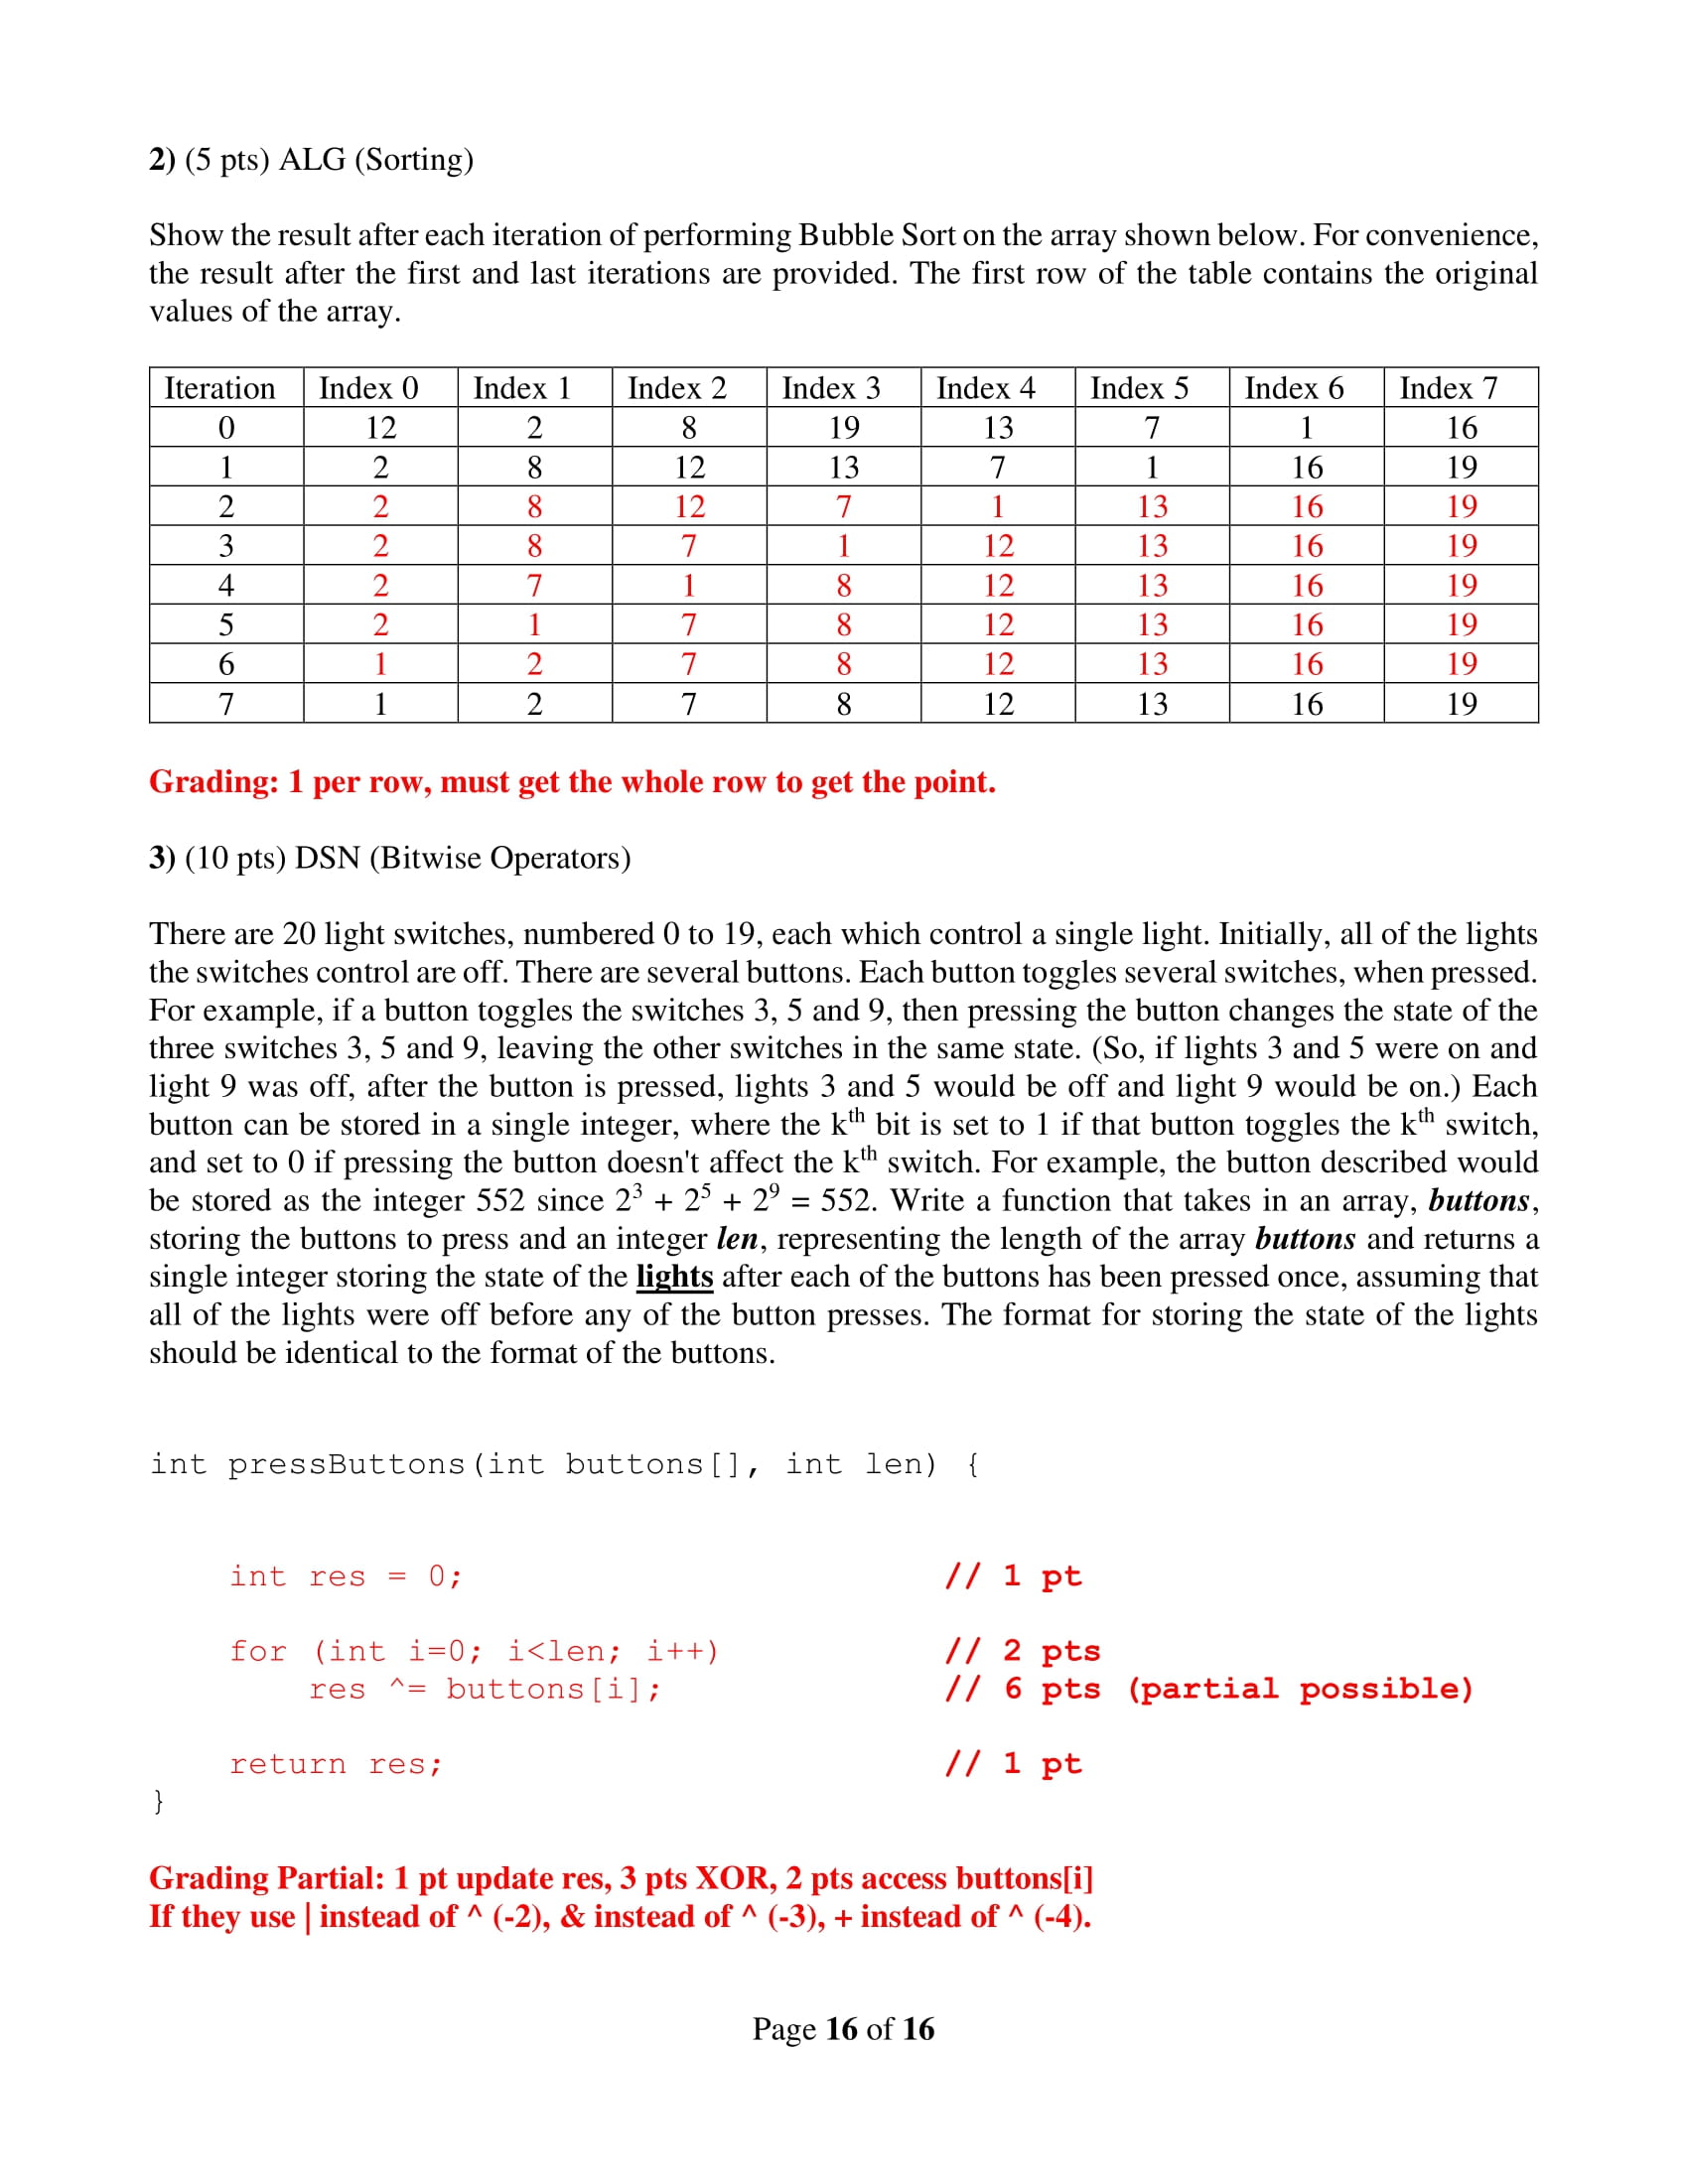 2) (5 pts) ALG (Sorting)
Show the result after each iteration of performing Bubble Sort on the array shown below. For convenience,
the result after the first and last iterations are provided. The first row of the table contains the original
values of the array.
Iteration Index 0 Index 1 Index 2 Index 3 Index 4 Index 5 Index 6 Index 7
0 12 2 8 19 13 7 1 16
1 2 8 12 13 7 1 16 19
2 2 8 12 7 1 13 16 19
3 2 8 7 1 12 13 16 19
4 2 7 1 8 12 13 16 19
5 2 1 7 8 12 13 16 19
6 1 2 7 8 12 13 16 19
7 1 2 7 8 12 13 16 19
Grading: 1 per row, must get the whole row to get the point.
3) (10 pts) DSN (Bitwise Operators)
There are 20 light switches, numbered 0 to 19, each which control a single light. Initially, all of the lights
the switches control are off. There are several buttons. Each button toggles several switches, when pressed.
For example, if a button toggles the switches 3, 5 and 9, then pressing the button changes the state of the
three switches 3, 5 and 9, leaving the other switches in the same state. (So, if lights 3 and 5 were on and
light 9 was off, after the button is pressed, lights 3 and 5 would be off and light 9 would be on.) Each
button can be stored in a single integer, where the kth bit is set to 1 if that button toggles the kth switch,
and set to 0 if pressing the button doesn't affect the kth switch. For example, the button described would
be stored as the integer 552 since 2³ + 2⁵ + 2⁹ = 552. Write a function that takes in an array, buttons,
storing the buttons to press and an integer len, representing the length of the array buttons and returns a
single integer storing the state of the lights after each of the buttons has been pressed once, assuming that
all of the lights were off before any of the button presses. The format for storing the state of the lights
should be identical to the format of the buttons.
int pressButtons(int buttons[], int len) {
int res = 0; // 1 pt
for (int i=0; i<len; i++) // 2 pts
res ^= buttons[i]; // 6 pts (partial possible)
return res; // 1 pt
}
Grading Partial: 1 pt update res, 3 pts XOR, 2 pts access buttons[i]
If they use | instead of ^ (-2), & instead of ^ (-3), + instead of ^ (-4).
Page 16 of 16